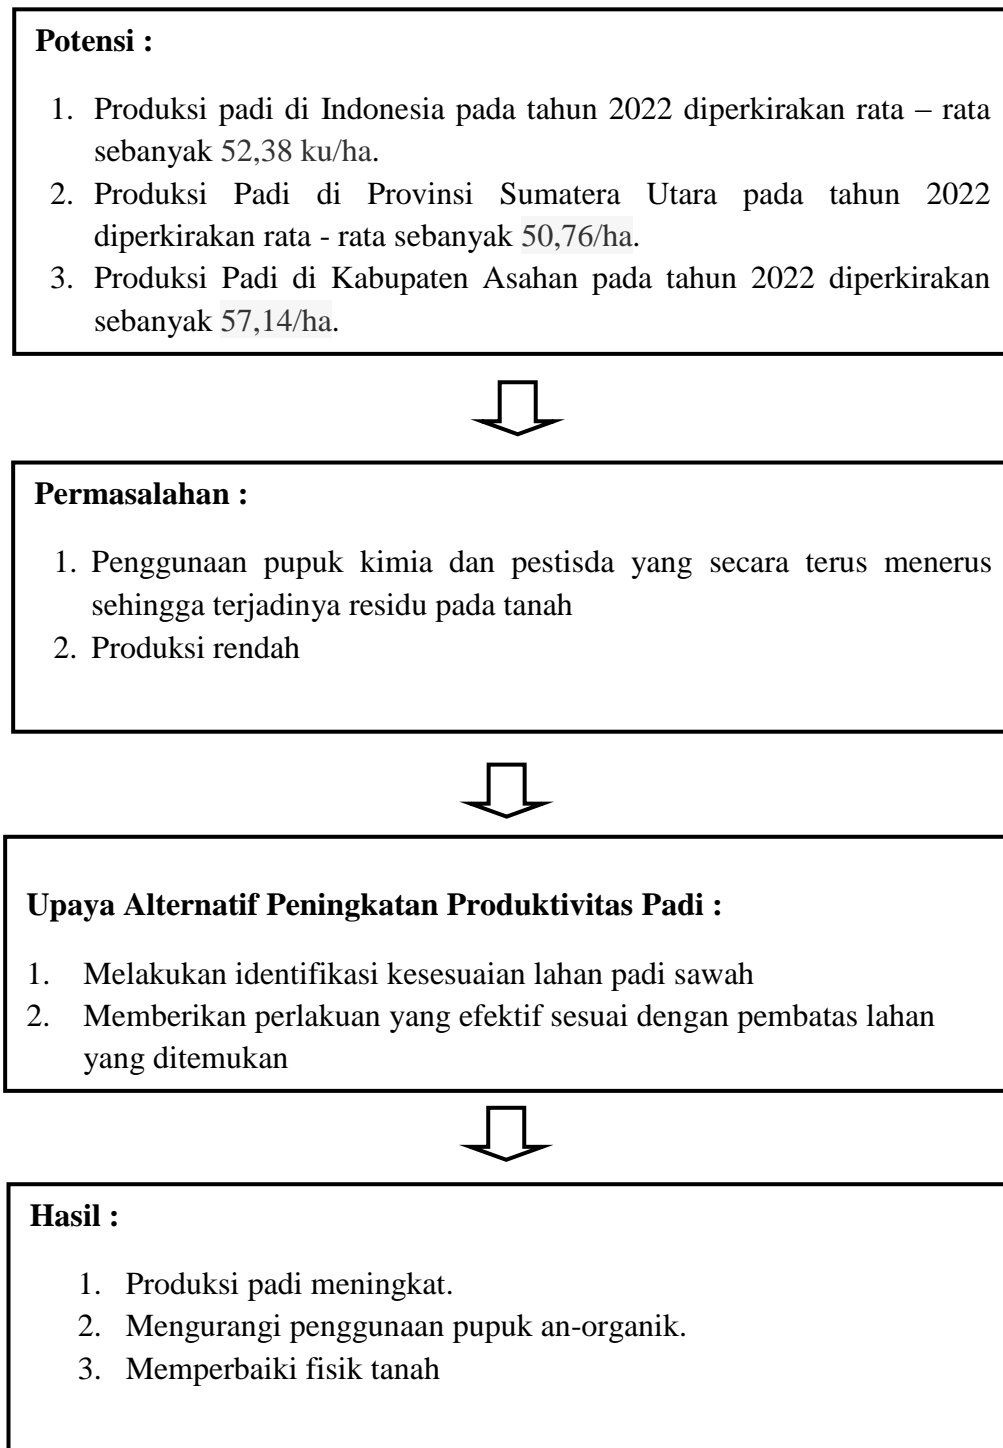 Potensi :
1. Produksi padi di Indonesia pada tahun 2022 diperkirakan rata – rata
sebanyak 52,38 ku/ha.
2. Produksi Padi di Provinsi Sumatera Utara pada tahun 2022
diperkirakan rata - rata sebanyak 50,76/ha.
3. Produksi Padi di Kabupaten Asahan pada tahun 2022 diperkirakan
sebanyak 57,14/ha.
Permasalahan :
1. Penggunaan pupuk kimia dan pestisda yang secara terus menerus
sehingga terjadinya residu pada tanah
2. Produksi rendah
Upaya Alternatif Peningkatan Produktivitas Padi :
1. Melakukan identifikasi kesesuaian lahan padi sawah
2. Memberikan perlakuan yang efektif sesuai dengan pembatas lahan
yang ditemukan
Hasil :
1. Produksi padi meningkat.
2. Mengurangi penggunaan pupuk an-organik.
3. Memperbaiki fisik tanah